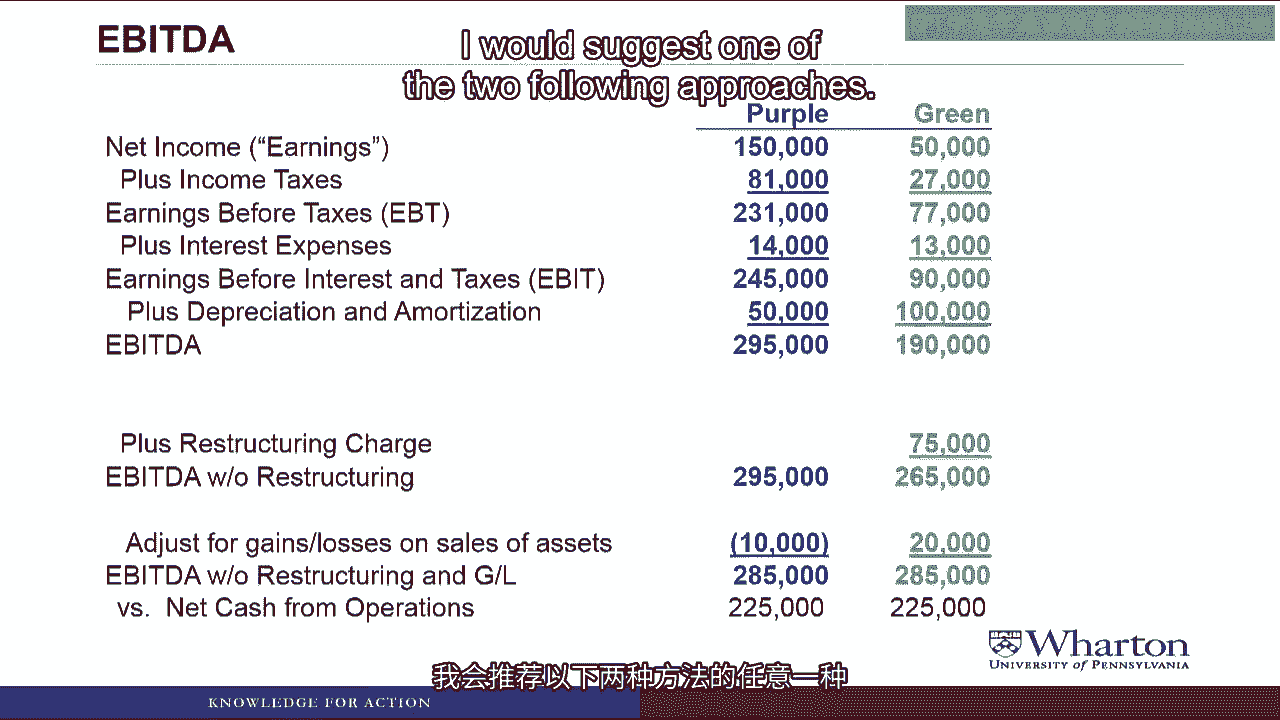 EBITDA
I would suggest one of
the two following approaches.
Purple Green
Net Income (“Earnings”) 150,000 50,000
Plus Income Taxes 81,000 27,000
Earnings Before Taxes (EBT) 231,000 77,000
Plus Interest Expenses 14,000 13,000
Earnings Before Interest and Taxes (EBIT) 245,000 90,000
Plus Depreciation and Amortization 50,000 100,000
EBITDA 295,000 190,000
Plus Restructuring Charge 75,000
EBITDA w/o Restructuring 295,000 265,000
Adjust for gains/losses on sales of assets (10,000) 20,000
EBITDA w/o Restructuring and G/L 285,000 285,000
vs. Net Cash from Operations 225,000 225,000
Wharton
UNIVERSITY of PENNSYLVANIA
我会推荐以下两种方法的任意一种
KNOWLEDGE FOR ACTION